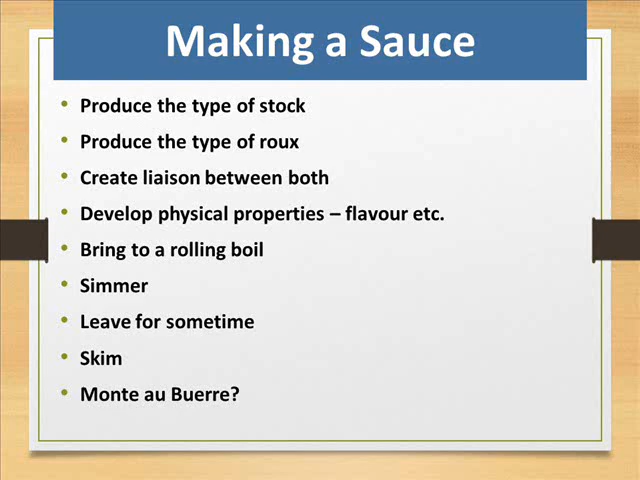 Making a Sauce
• Produce the type of stock
• Produce the type of roux
• Create liaison between both
• Develop physical properties – flavour etc.
• Bring to a rolling boil
• Simmer
• Leave for sometime
• Skim
• Monte au Buerre?